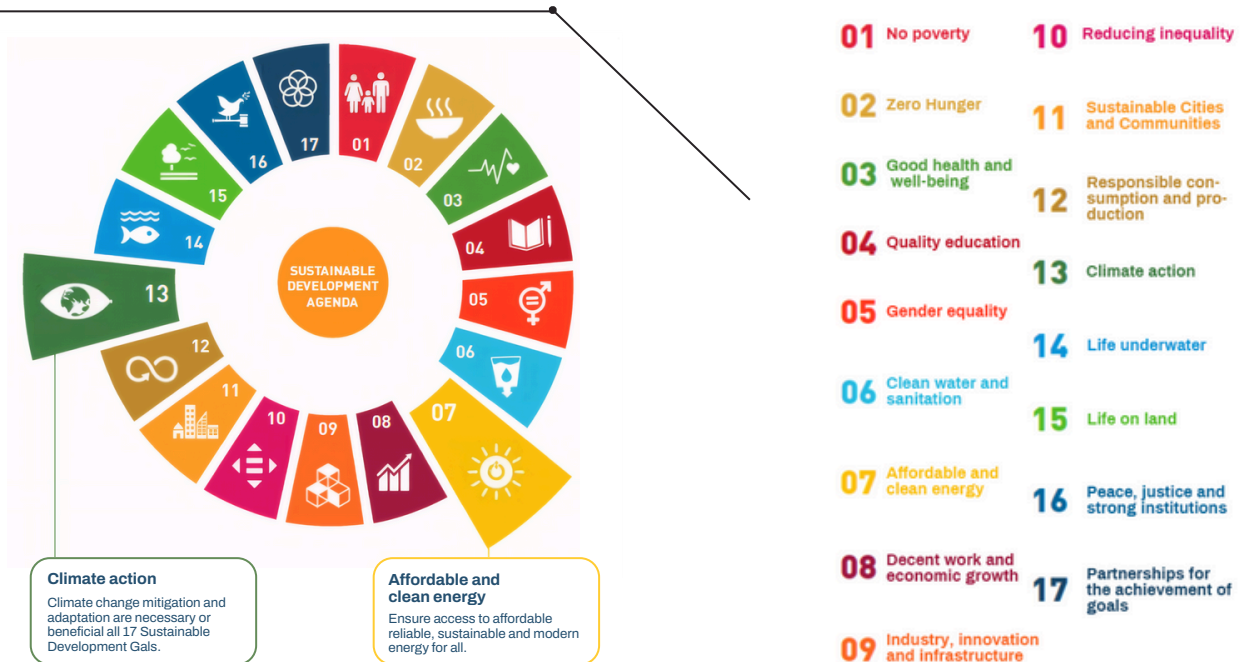 17
01
16
02
15
03
14
04
SUSTAINABLE
DEVELOPMENT
AGENDA
13
05
12
06
11
07
10
09
08
Climate action
Climate change mitigation and
adaptation are necessary or
beneficial all 17 Sustainable
Development Gals.
Affordable and
clean energy
Ensure access to affordable
reliable, sustainable and modern
energy for all.
01 No poverty
02 Zero Hunger
03 Good health and
well-being
04 Quality education
05 Gender equality
06 Clean water and
sanitation
07 Affordable and
clean energy
08 Decent work and
economic growth
09 Industry, innovation
and infrastructure
10 Reducing inequality
11 Sustainable Cities
and Communities
12 Responsible con-
sumption and pro-
duction
13 Climate action
14 Life underwater
15 Life on land
16 Peace, justice and
strong institutions
17 Partnerships for
the achievement of
goals